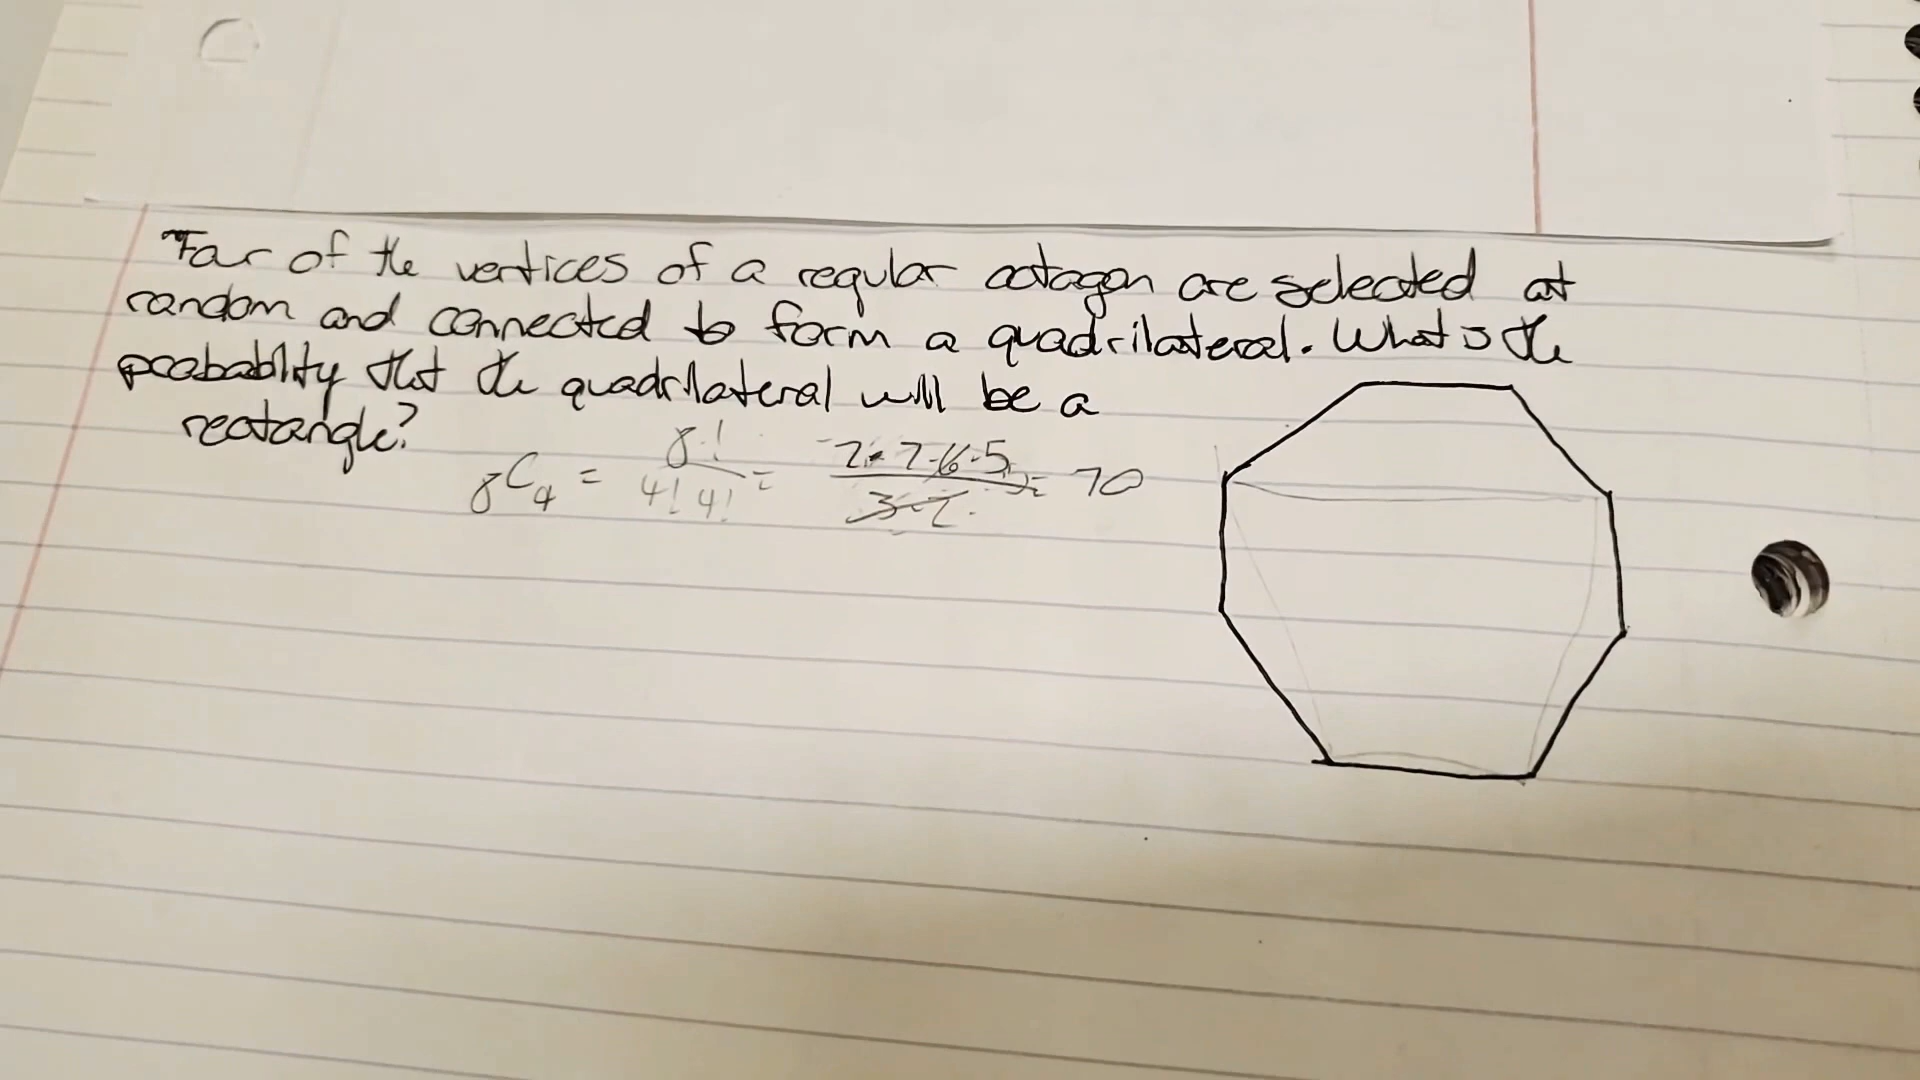 Four of the vertices of a regular octagon are selected at
random and connected to form a quadrilateral. What is the
probability that the quadrilateral will be a
rectangle?
₈C₄ = 8! / 4! 4! = 2·7·6·5 / 3·2 = 70